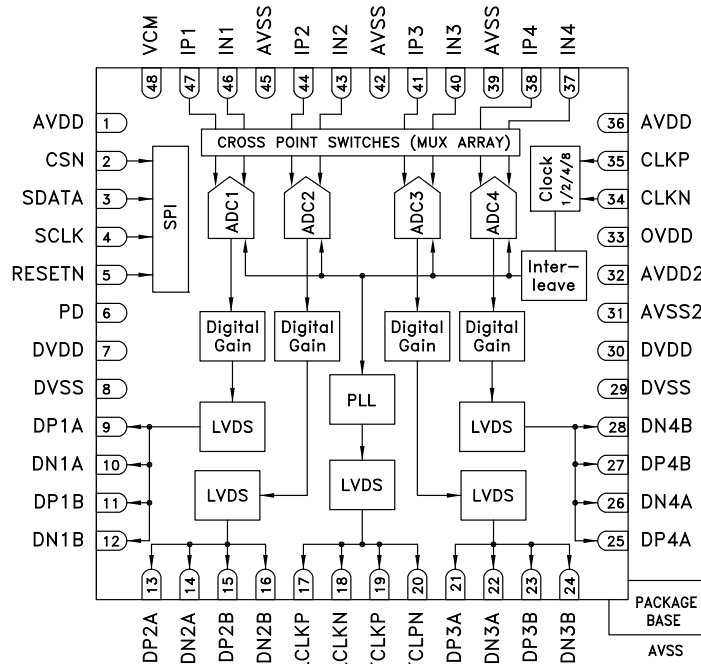 VCM
IP1
IN1
AVSS
IP2
IN2
AVSS
IP3
IN3
AVSS
IP4
IN4
48
47
46
45
44
43
42
41
40
39
38
37
CROSS POINT SWITCHES (MUX ARRAY)
AVDD 1
CSN 2
SDATA 3
SCLK 4
RESETN 5
PD 6
DVDD 7
DVSS 8
DP1A 9
DN1A 10
DP1B 11
DN1B 12
SPI
ADC1
ADC2
ADC3
ADC4
Clock
1/2/4/8
Inter-
leave
Digital
Gain
Digital
Gain
Digital
Gain
Digital
Gain
PLL
LVDS
LVDS
LVDS
LVDS
LVDS
36 AVDD
35 CLKP
34 CLKN
33 OVDD
32 AVDD2
31 AVSS2
30 DVDD
29 DVSS
28 DN4B
27 DP4B
26 DN4A
25 DP4A
13
14
15
16
17
18
19
20
21
22
23
24
DP2A
DN2A
DP2B
DN2B
CLKP
CLKN
CLKP
CLPN
DP3A
DN3A
DP3B
DN3B
PACKAGE
BASE
AVSS